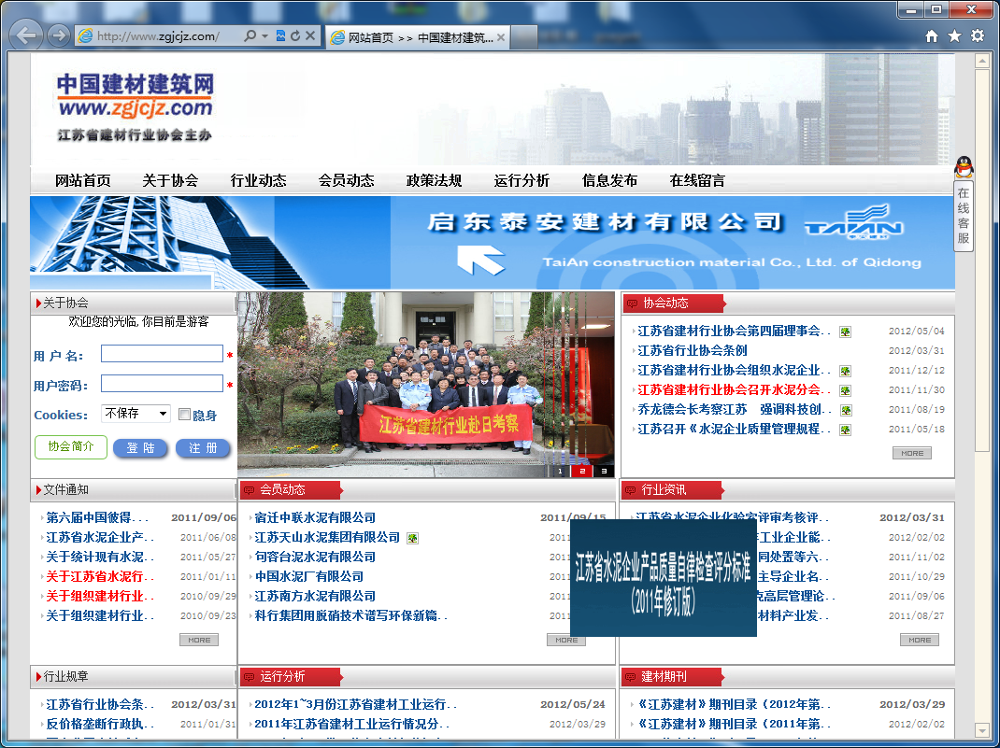 http://www.zgjcjz.com/
网站首页 >> 中国建材建筑...
中国建材建筑网
www.zgjcjz.com
江苏省建材行业协会主办
网站首页 关于协会 行业动态 会员动态 政策法规 运行分析 信息发布 在线留言
在线客服
启东泰安建材有限公司
TAIAN
TaiAn construction material Co., Ltd. of Qidong
关于协会
欢迎您的光临, 你目前是游客
用 户 名：
*
用户密码：
*
Cookies：
不保存
隐身
协会简介
登 陆
注 册
江苏省建材行业赴日考察
1 2 3
协会动态
江苏省建材行业协会第四届理事会.. 2012/05/04
江苏省行业协会条例 2012/03/31
江苏省建材行业协会组织水泥企业.. 2011/12/12
江苏省建材行业协会召开水泥分会.. 2011/11/30
乔龙德会长考察江苏 强调科技创.. 2011/08/19
江苏召开《水泥企业质量管理规程.. 2011/05/18
MORE
文件通知
第六届中国彼得... 2011/09/06
江苏省水泥企业产.. 2011/06/08
关于统计现有水泥.. 2011/05/27
关于江苏省水泥行.. 2011/01/11
关于组织建材行业.. 2010/09/29
关于组织建材行业.. 2010/09/23
MORE
会员动态
宿迁中联水泥有限公司 2011/09/15
江苏天山水泥集团有限公司 2011
句容台泥水泥有限公司 2011
中国水泥厂有限公司 2011
江苏南方水泥有限公司 2011
科行集团用脱硝技术谱写环保新篇.. 2011
MORE
江苏省水泥企业产品质量自律检查评分标准
（2011年修订版）
行业资讯
江苏省水泥企业化验室评审考核评.. 2012/03/31
工业企业能.. 2012/02/02
同处置等六.. 2011/11/02
主导企业名.. 2011/10/29
克高层管理论.. 2011/09/06
材料产业发.. 2011/08/27
MORE
行业规章
江苏省行业协会条.. 2012/03/31
反价格垄断行政执.. 2011/01/31
运行分析
2012年1~3月份江苏省建材工业运行.. 2012/05/24
2011年江苏省建材工业运行情况分.. 2012/03/29
建材期刊
《江苏建材》期刊目录（2012年第.. 2012/03/29
《江苏建材》期刊目录（2011年第.. 2012/02/02